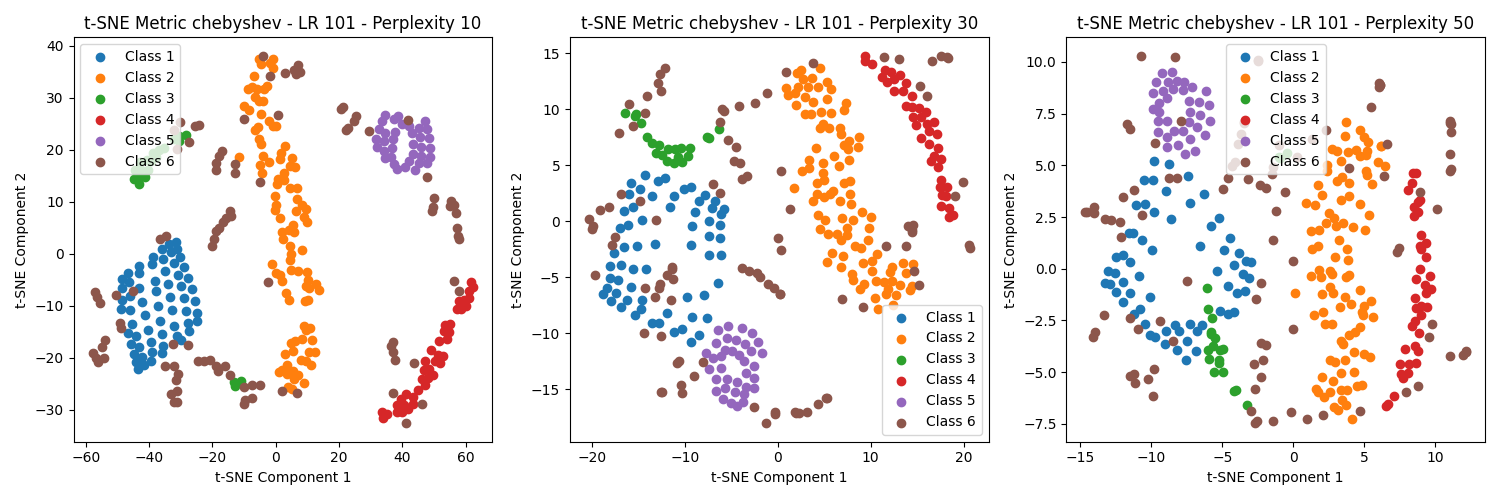 t-SNE Metric chebyshev - LR 101 - Perplexity 10
40
30
20
10
0
−10
−20
−30
t-SNE Component 2
Class 1
Class 2
Class 3
Class 4
Class 5
Class 6
−60
−40
−20
0
20
40
60
t-SNE Component 1
t-SNE Metric chebyshev - LR 101 - Perplexity 30
15
10
5
0
−5
−10
−15
t-SNE Component 2
Class 1
Class 2
Class 3
Class 4
Class 5
Class 6
−20
−10
0
10
20
t-SNE Component 1
t-SNE Metric chebyshev - LR 101 - Perplexity 50
10.0
7.5
5.0
2.5
0.0
−2.5
−5.0
−7.5
t-SNE Component 2
Class 1
Class 2
Class 3
Class 4
Class 5
Class 6
−15
−10
−5
0
5
10
t-SNE Component 1